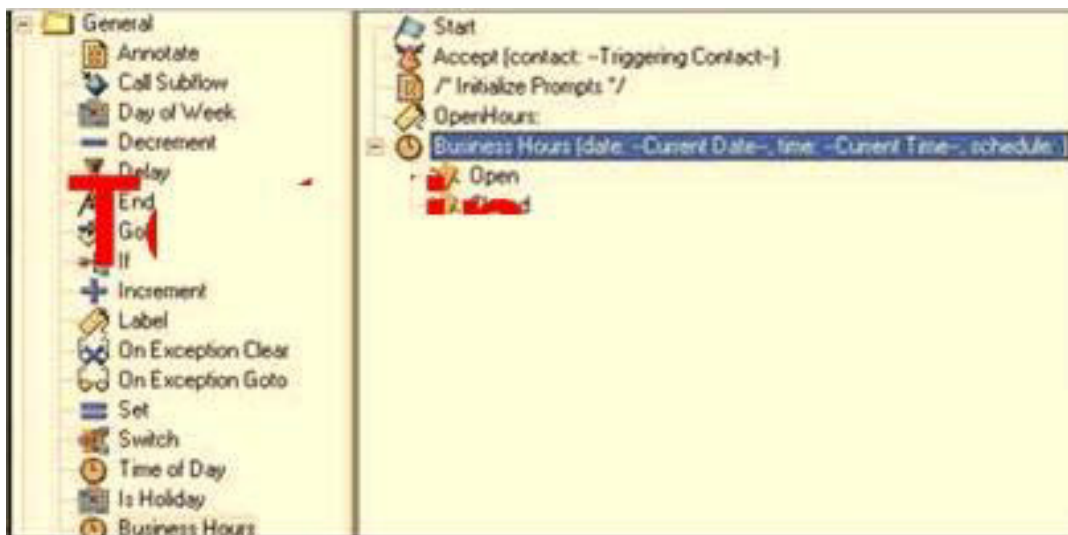 General
Annotate
Call Subflow
Day of Week
Decrement
Delay
End
If
Increment
Label
On Exception Clear
On Exception Goto
Set
Switch
Time of Day
Is Holiday
Business Hours
Start
Accept (contact: --Triggering Contact--)
/* Initialize Prompts */
OpenHours:
Business Hours (date: --Current Date--, time: --Current Time--, schedule:
Open